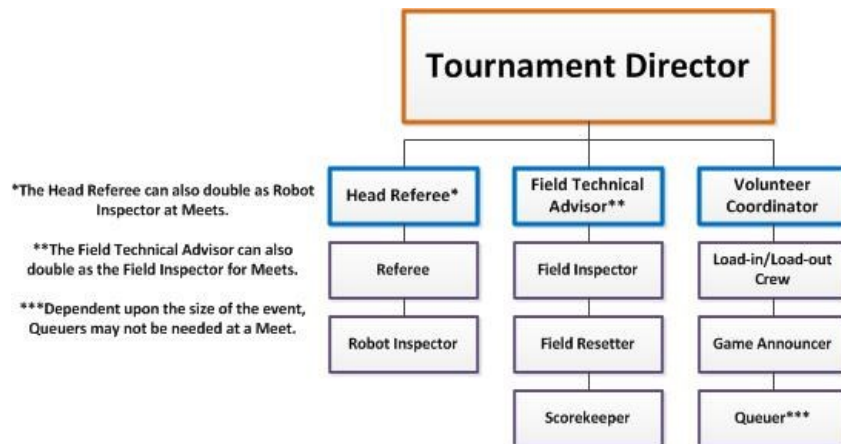 Tournament Director
*The Head Referee can also double as Robot
Inspector at Meets.
**The Field Technical Advisor can also
double as the Field Inspector for Meets.
***Dependent upon the size of the event,
Queuers may not be needed at a Meet.
Head Referee*
Referee
Robot Inspector
Field Technical
Advisor**
Field Inspector
Field Resetter
Scorekeeper
Volunteer
Coordinator
Load-in/Load-out
Crew
Game Announcer
Queuer***